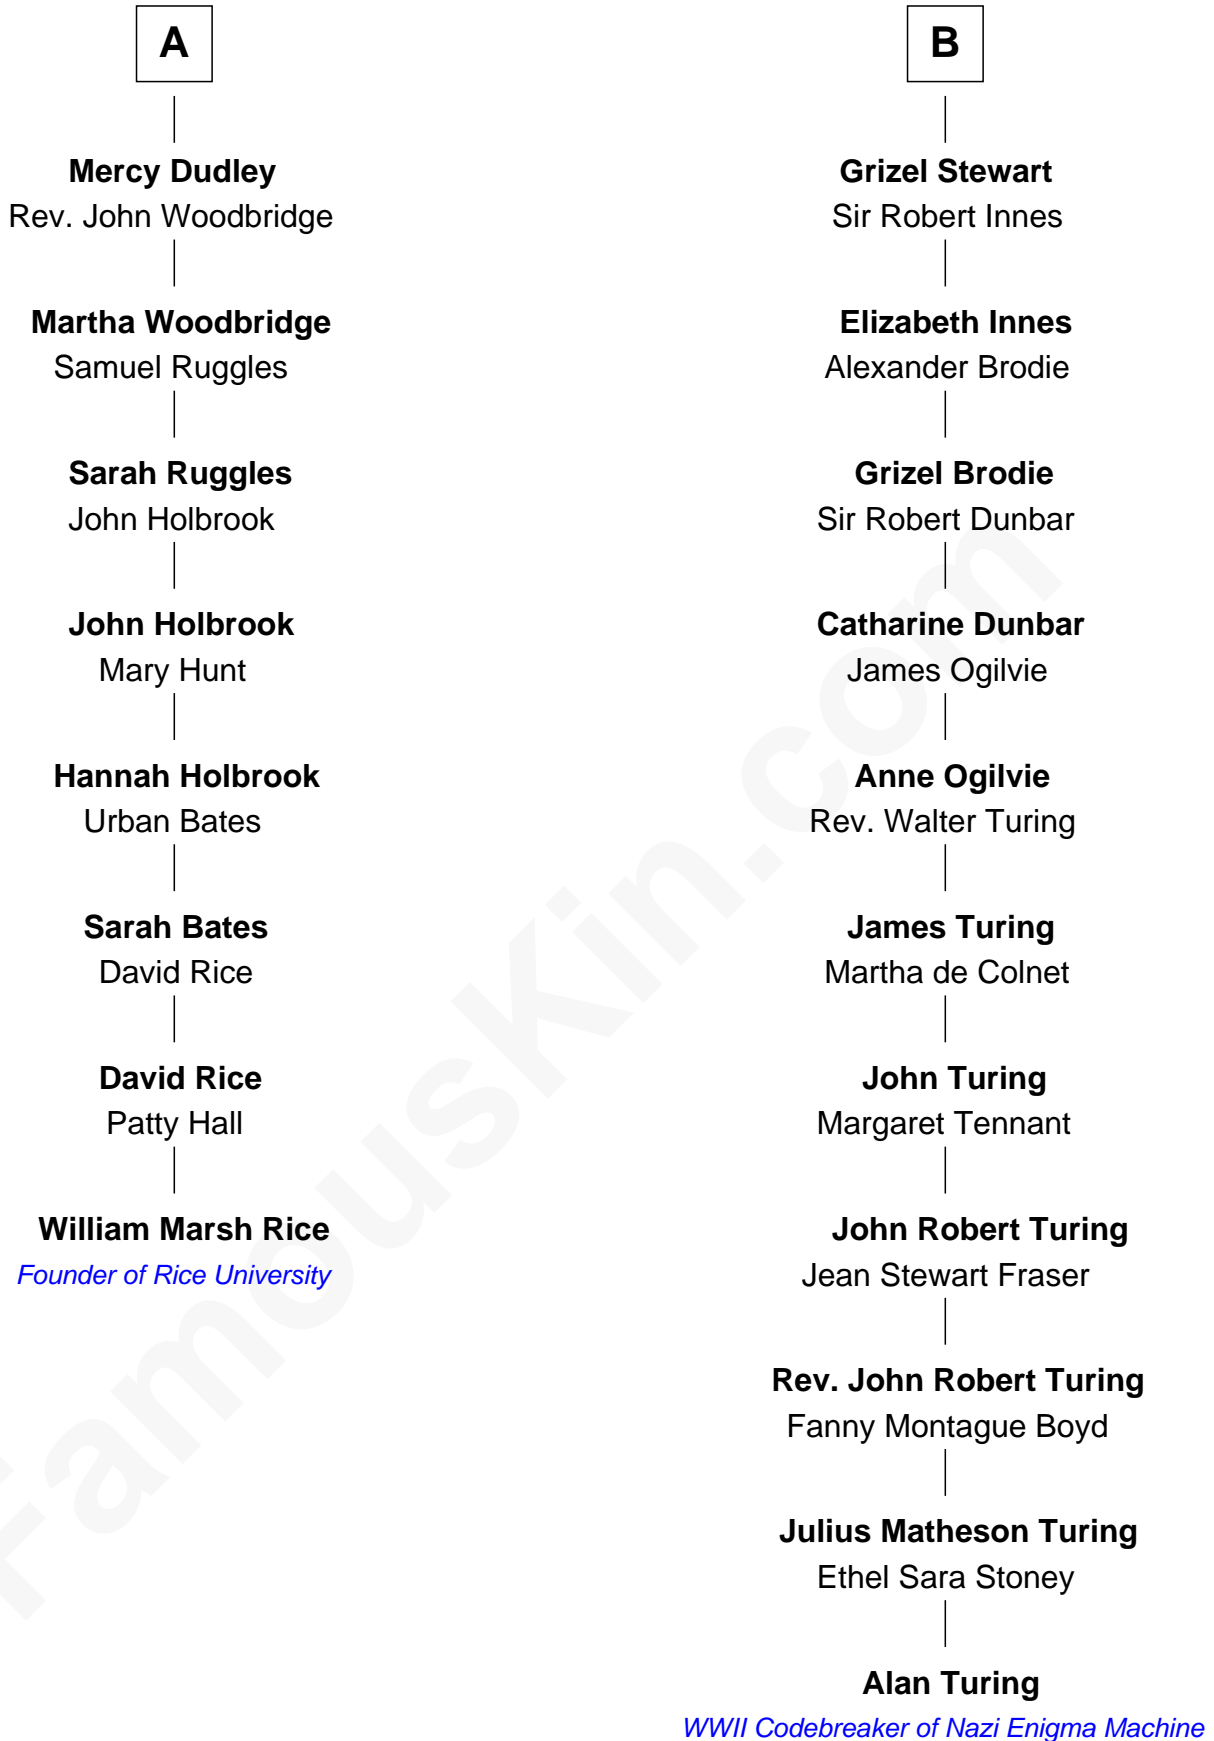 A
Mercy Dudley
Rev. John Woodbridge
Martha Woodbridge
Samuel Ruggles
Sarah Ruggles
John Holbrook
John Holbrook
Mary Hunt
Hannah Holbrook
Urban Bates
Sarah Bates
David Rice
David Rice
Patty Hall
William Marsh Rice
Founder of Rice University
B
Grizel Stewart
Sir Robert Innes
Elizabeth Innes
Alexander Brodie
Grizel Brodie
Sir Robert Dunbar
Catharine Dunbar
James Ogilvie
Anne Ogilvie
Rev. Walter Turing
James Turing
Martha de Colnet
John Turing
Margaret Tennant
John Robert Turing
Jean Stewart Fraser
Rev. John Robert Turing
Fanny Montague Boyd
Julius Matheson Turing
Ethel Sara Stoney
Alan Turing
WWII Codebreaker of Nazi Enigma Machine
FamousKin.com